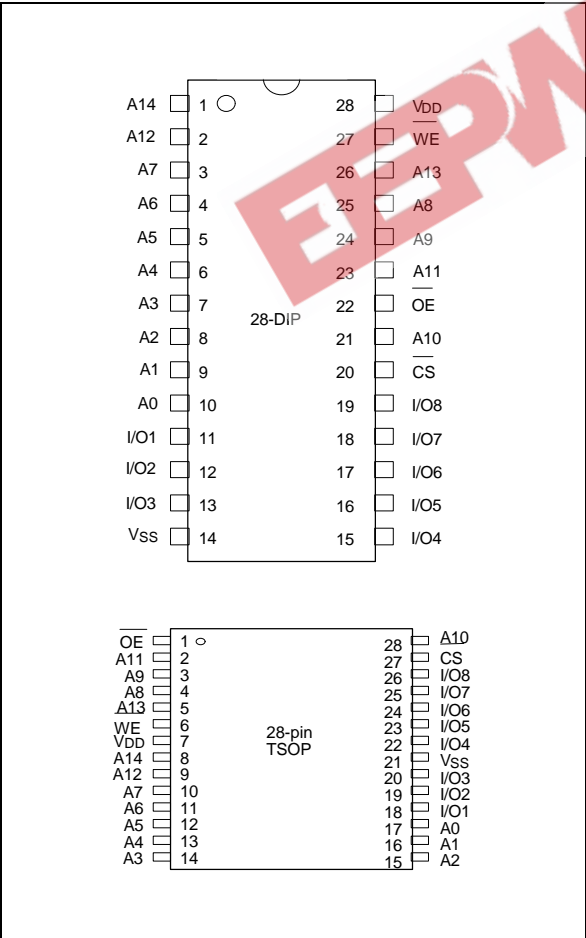 A14 1 28 VDD
A12 2 27 WE
A7 3 26 A13
A6 4 25 A8
A5 5 24 A9
A4 6 23 A11
A3 7 22 OE
28-DIP
A2 8 21 A10
A1 9 20 CS
A0 10 19 I/O8
I/O1 11 18 I/O7
I/O2 12 17 I/O6
I/O3 13 16 I/O5
VSS 14 15 I/O4
EEPW
OE 1 28 A10
A11 2 27 CS
A9 3 26 I/O8
A8 4 25 I/O7
A13 5 24 I/O6
WE 6 23 I/O5
VDD 7 22 I/O4
28-pin
TSOP
A14 8 21 VSS
A12 9 20 I/O3
A7 10 19 I/O2
A6 11 18 I/O1
A5 12 17 A0
A4 13 16 A1
A3 14 15 A2